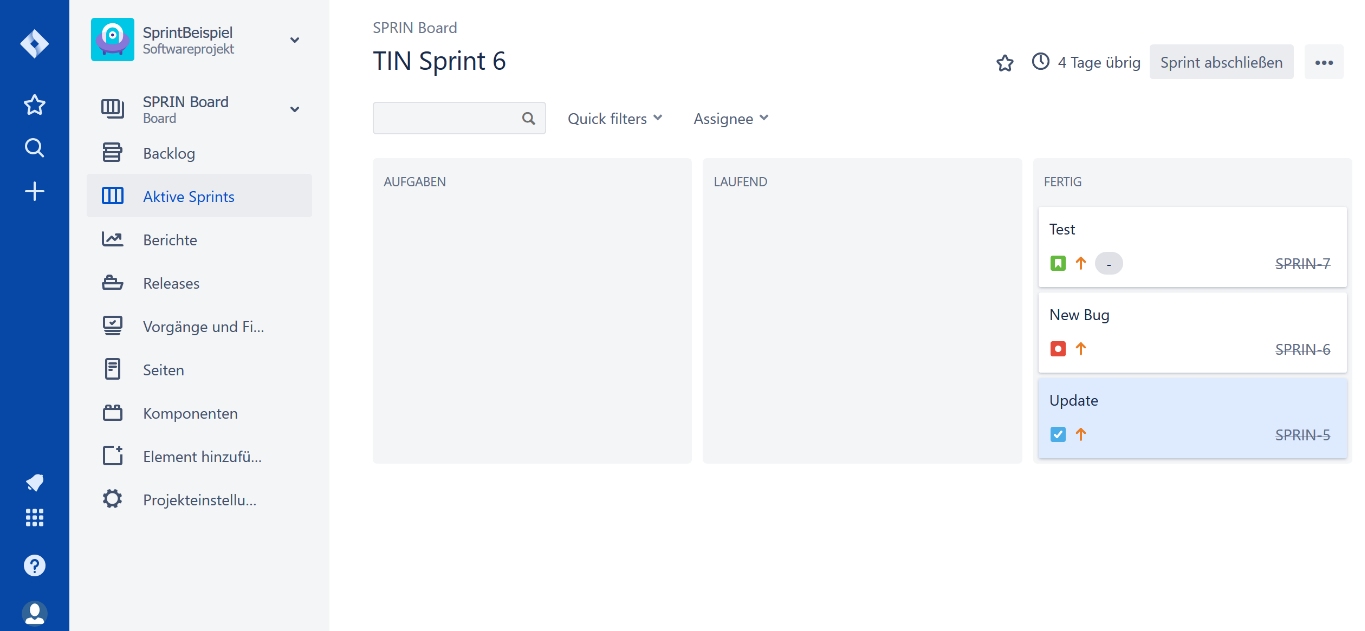 SprintBeispiel
Softwareprojekt
SPRIN Board
Board
Backlog
Aktive Sprints
Berichte
Releases
Vorgänge und Fi...
Seiten
Komponenten
Element hinzufü...
Projekteinstellu...
SPRIN Board
TIN Sprint 6
4 Tage übrig
Sprint abschließen
Quick filters
Assignee
AUFGABEN
LAUFEND
FERTIG
Test
- SPRIN-7
New Bug
SPRIN-6
Update
SPRIN-5